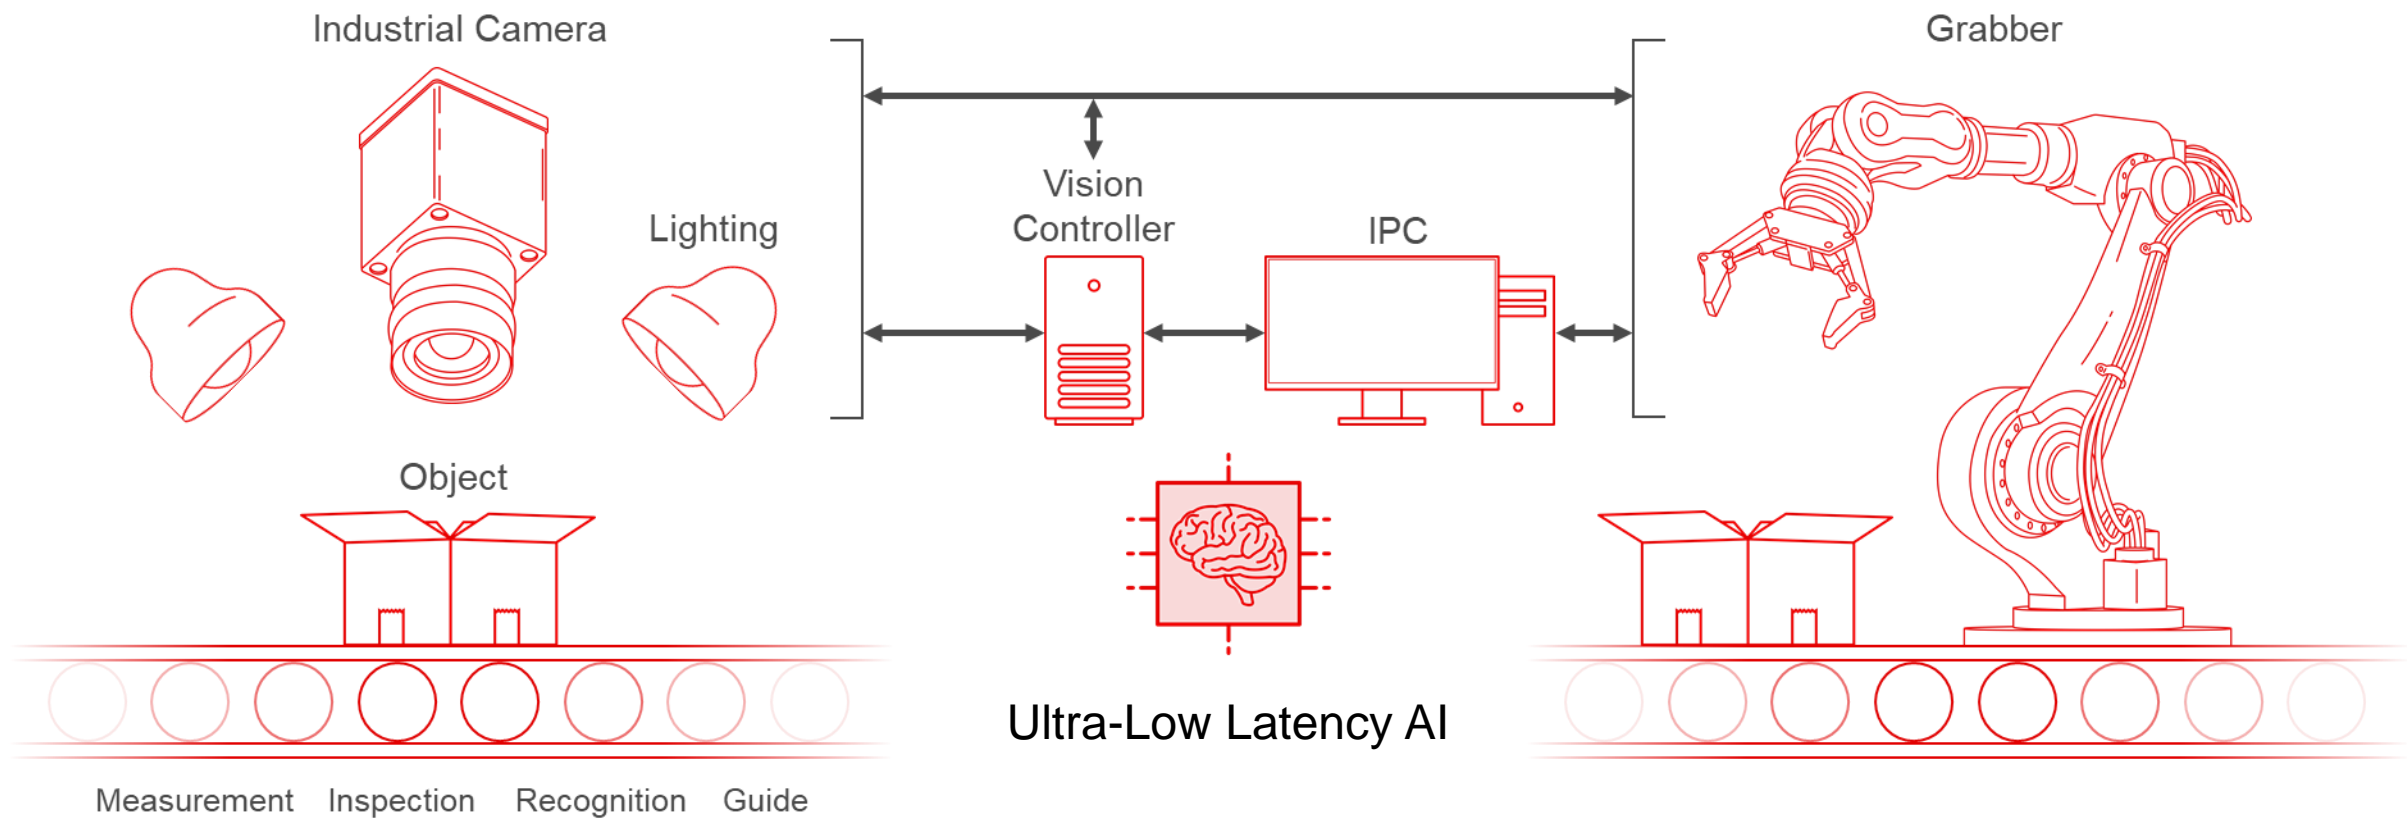 Industrial Camera
Grabber
Vision
Controller
Lighting
IPC
Object
Ultra-Low Latency AI
Measurement Inspection Recognition Guide